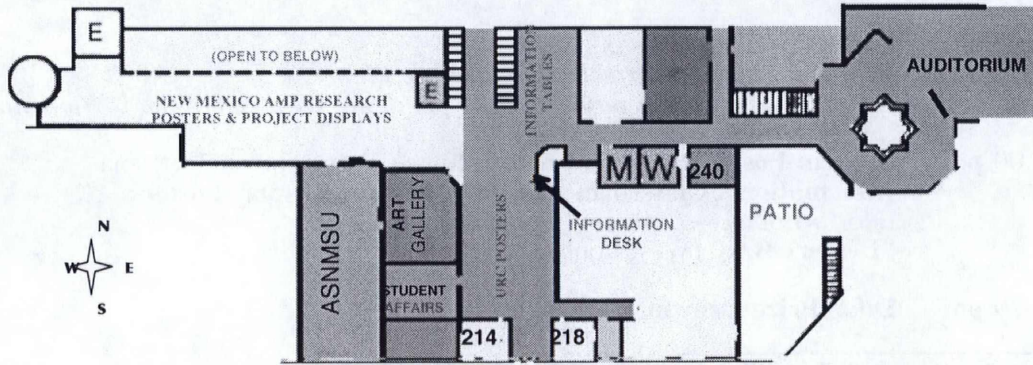 E
(OPEN TO BELOW)
E
INFORMATION
TABLES
AUDITORIUM
NEW MEXICO AMP RESEARCH
POSTERS & PROJECT DISPLAYS
M
W
240
ART
GALLERY
ASNMSU
URC POSTERS
INFORMATION
DESK
PATIO
N
W
E
S
STUDENT
AFFAIRS
214
218